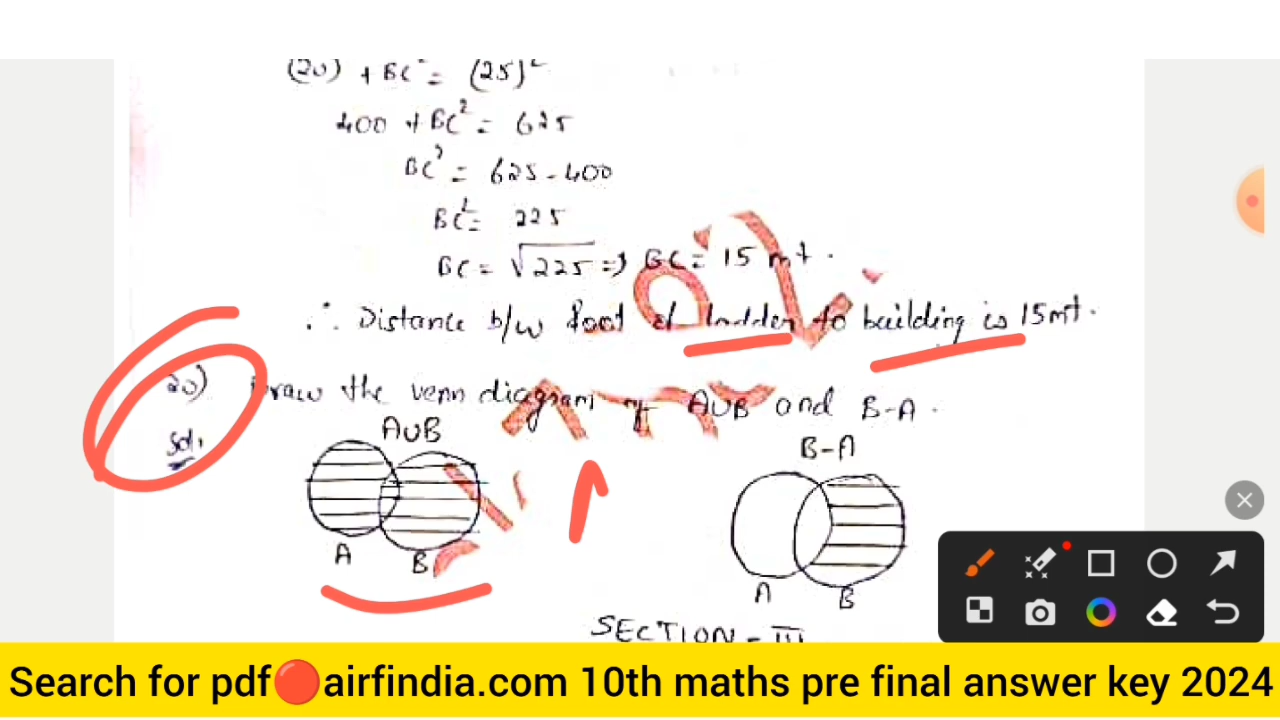 (20) + BC² = (25)²
400 + BC² = 625
BC² = 625 - 400
BC² = 225
BC = √225 ⇒ BC = 15 mt.
∴ Distance b/w foot of ladder to building is 15mt.
20) Draw the venn diagram of A∪B and B-A.
Sol.
A∪B
B-A
A B
A B
SECTION - III
Search for pdf🔴airfindia.com 10th maths pre final answer key 2024